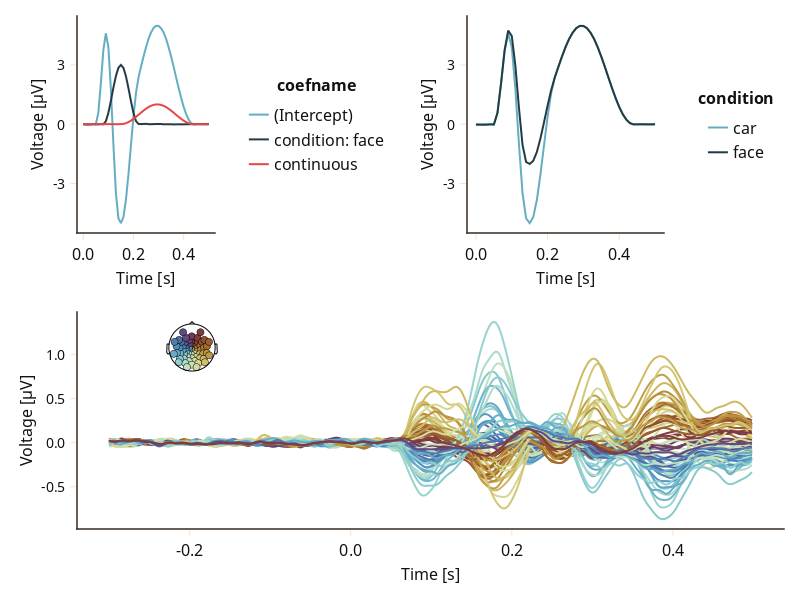 Voltage [µV]
3
0
-3
0.0 0.2 0.4
Time [s]
coefname
(Intercept)
condition: face
continuous
Voltage [µV]
3
0
-3
0.0 0.2 0.4
Time [s]
condition
car
face
Voltage [µV]
1.0
0.5
0.0
-0.5
-0.2 0.0 0.2 0.4
Time [s]